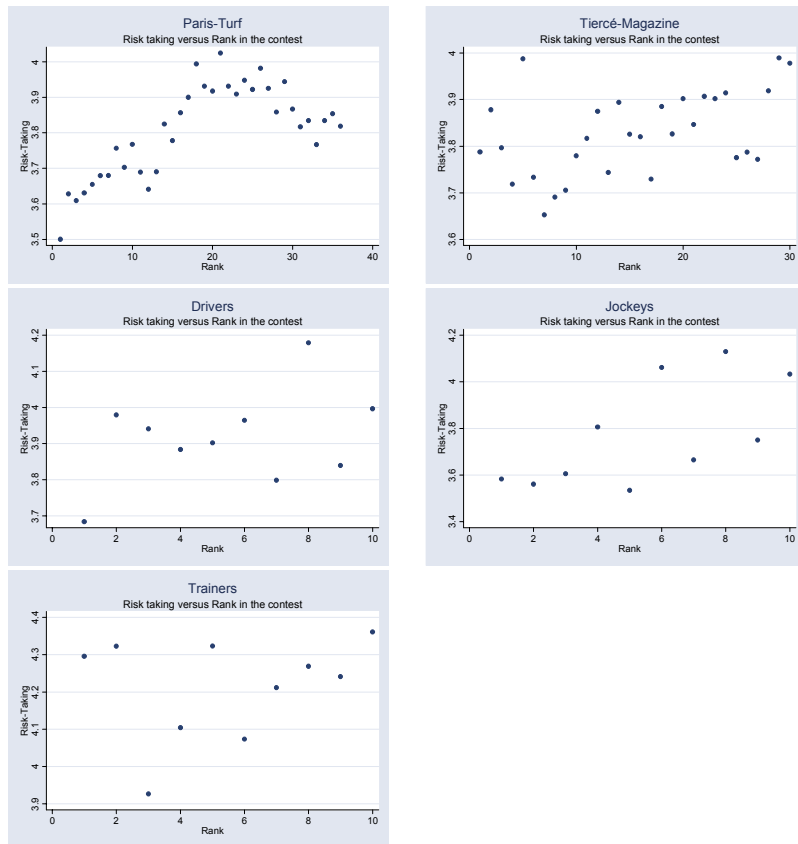 Paris-Turf
Risk taking versus Rank in the contest
Risk-Taking
3.5 3.6 3.7 3.8 3.9 4
0 10 20 30 40
Rank
Tiercé-Magazine
Risk taking versus Rank in the contest
Risk-Taking
3.6 3.7 3.8 3.9 4
0 10 20 30
Rank
Drivers
Risk taking versus Rank in the contest
Risk-Taking
3.7 3.8 3.9 4 4.1 4.2
0 2 4 6 8 10
Rank
Jockeys
Risk taking versus Rank in the contest
Risk-Taking
3.4 3.6 3.8 4 4.2
0 2 4 6 8 10
Rank
Trainers
Risk taking versus Rank in the contest
Risk-Taking
3.9 4 4.1 4.2 4.3 4.4
0 2 4 6 8 10
Rank